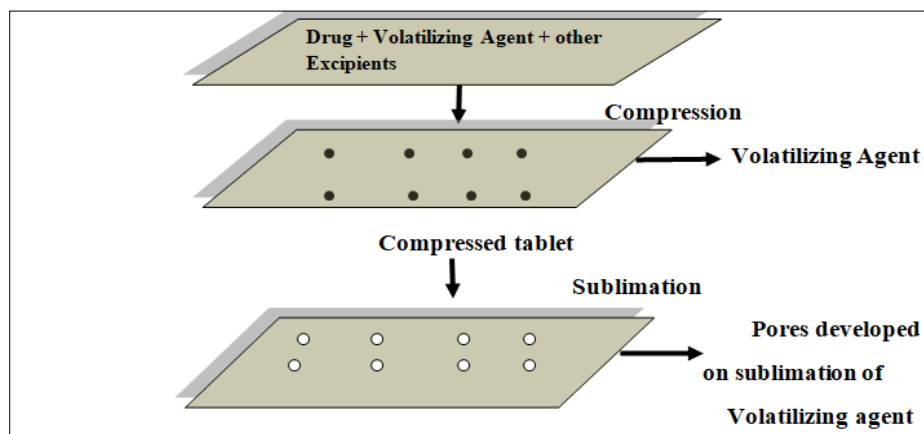 Drug + Volatilizing Agent + other
Excipients
Compression
Volatilizing Agent
Compressed tablet
Sublimation
Pores developed
on sublimation of
Volatilizing agent